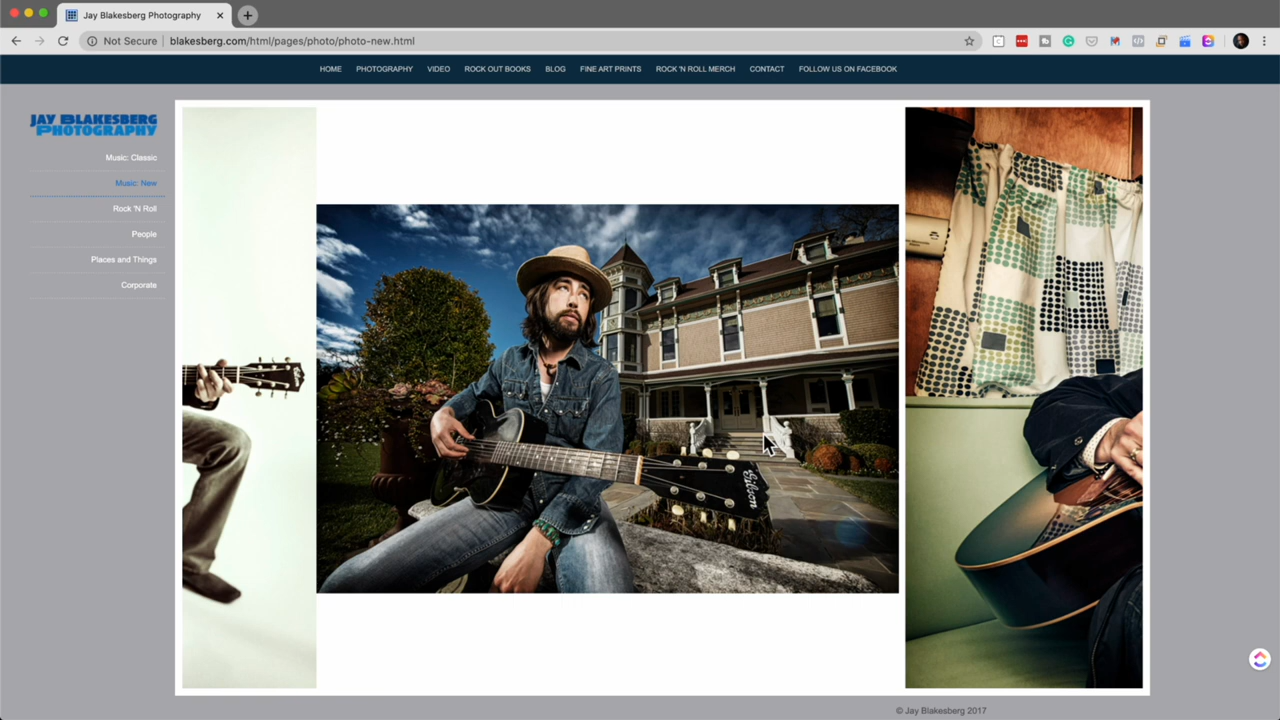 Jay Blakesberg Photography
Not Secure | blakesberg.com/html/pages/photo/photo-new.html
HOME PHOTOGRAPHY VIDEO ROCK OUT BOOKS BLOG FINE ART PRINTS ROCK 'N ROLL MERCH CONTACT FOLLOW US ON FACEBOOK
JAY BLAKESBERG
PHOTOGRAPHY
Music: Classic
Music: New
Rock 'N Roll
People
Places and Things
Corporate
Gibson
© Jay Blakesberg 2017